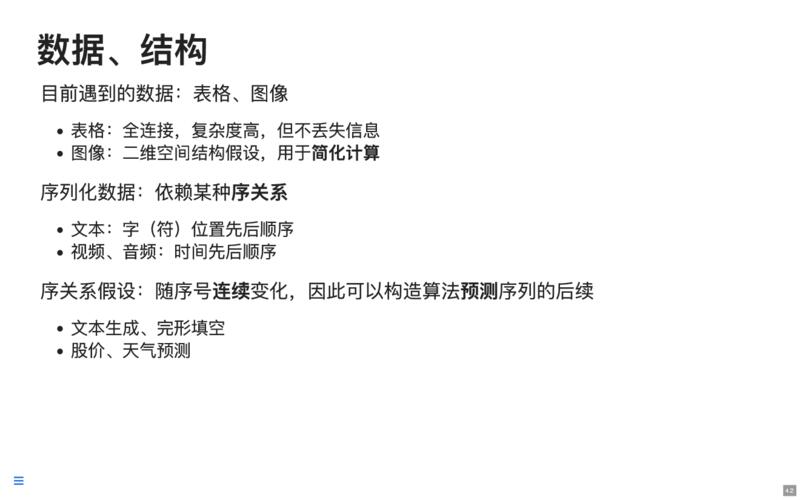 数据、结构
目前遇到的数据：表格、图像
• 表格：全连接，复杂度高，但不丢失信息
• 图像：二维空间结构假设，用于简化计算
序列化数据：依赖某种序关系
• 文本：字（符）位置先后顺序
• 视频、音频：时间先后顺序
序关系假设：随序号连续变化，因此可以构造算法预测序列的后续
• 文本生成、完形填空
• 股价、天气预测
4.2